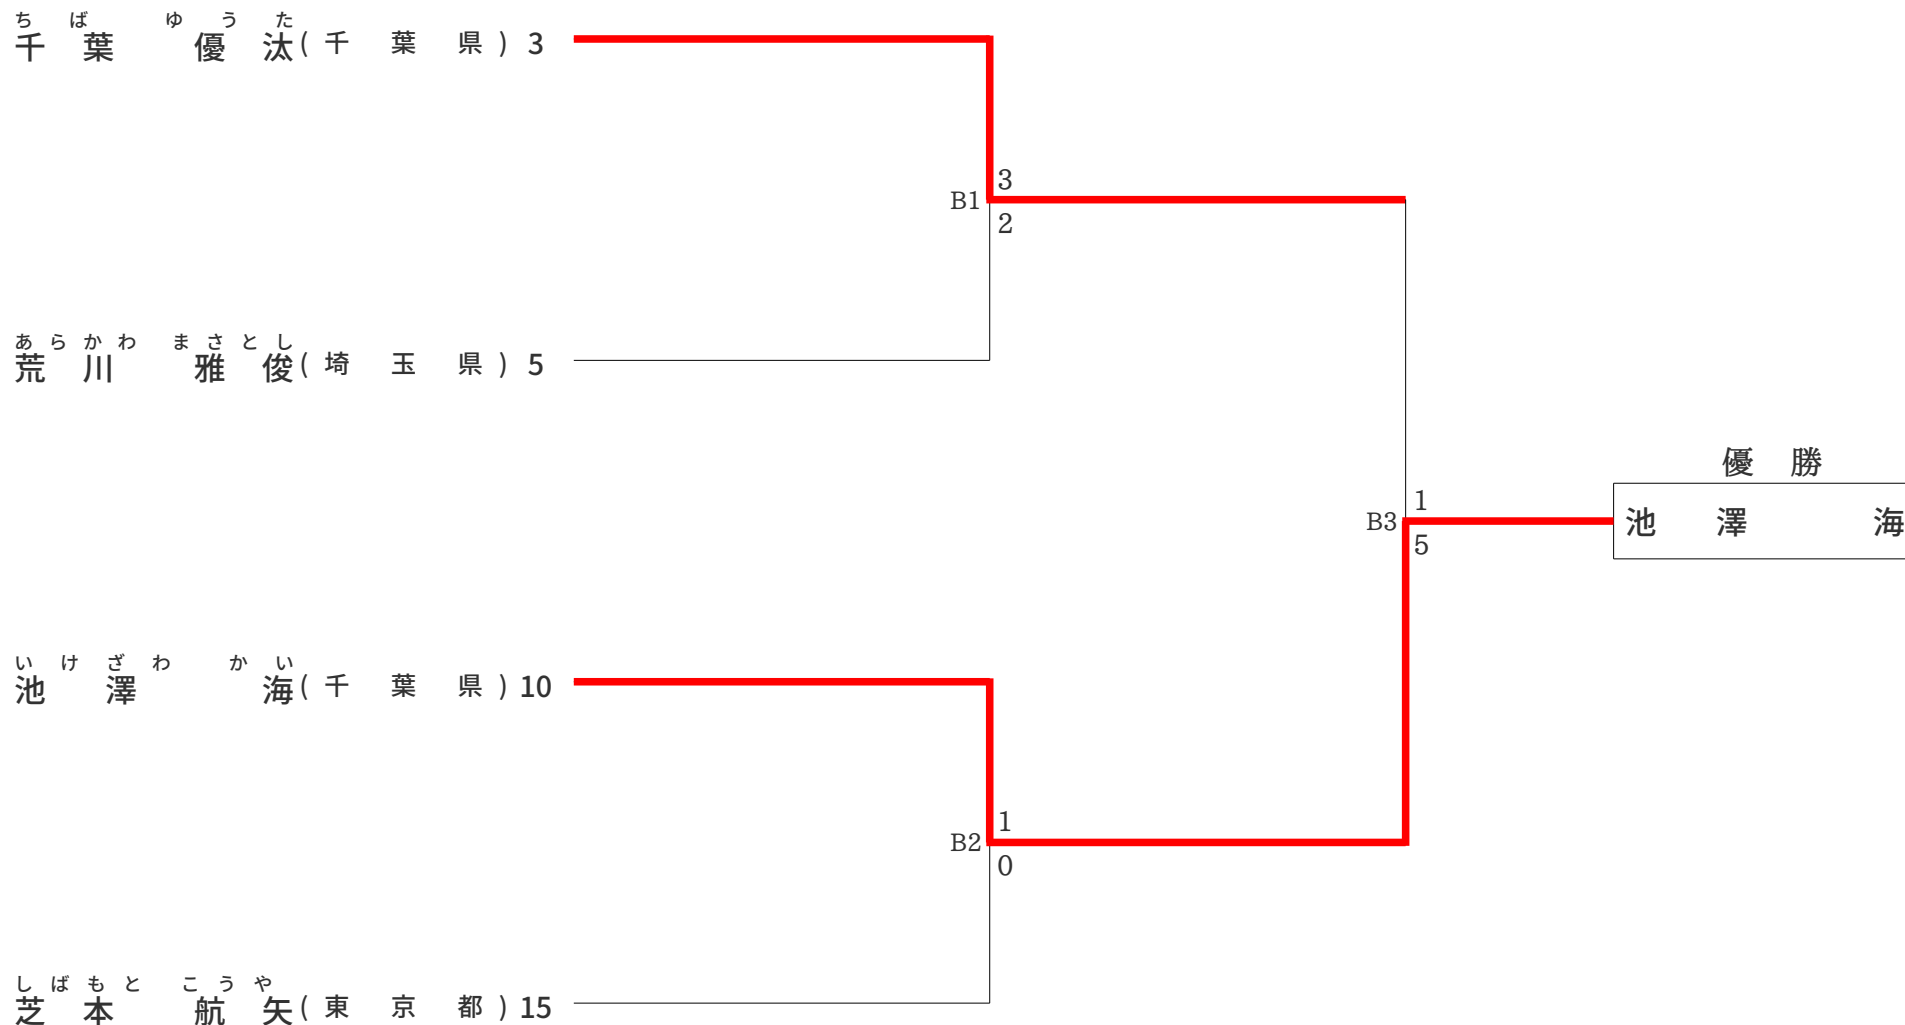 ちば ゆうた
千葉 優汰(千葉県) 3
3
B1
2
あらかわ まさとし
荒川 雅俊(埼玉県) 5
優勝
池澤 海
1
B3
5
いけざわ かい
池澤 海(千葉県) 10
1
B2
0
しばもと こうや
芝本 航矢(東京都) 15